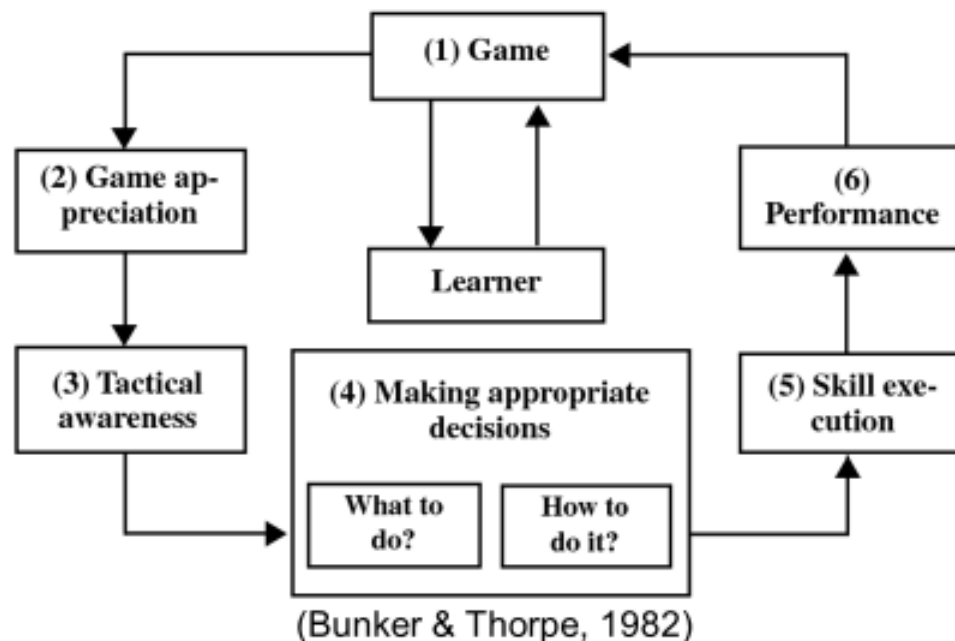 (1) Game
(2) Game ap-
preciation
(6)
Performance
Learner
(3) Tactical
awareness
(4) Making appropriate
decisions
What to
do?
How to
do it?
(5) Skill exe-
cution
(Bunker & Thorpe, 1982)